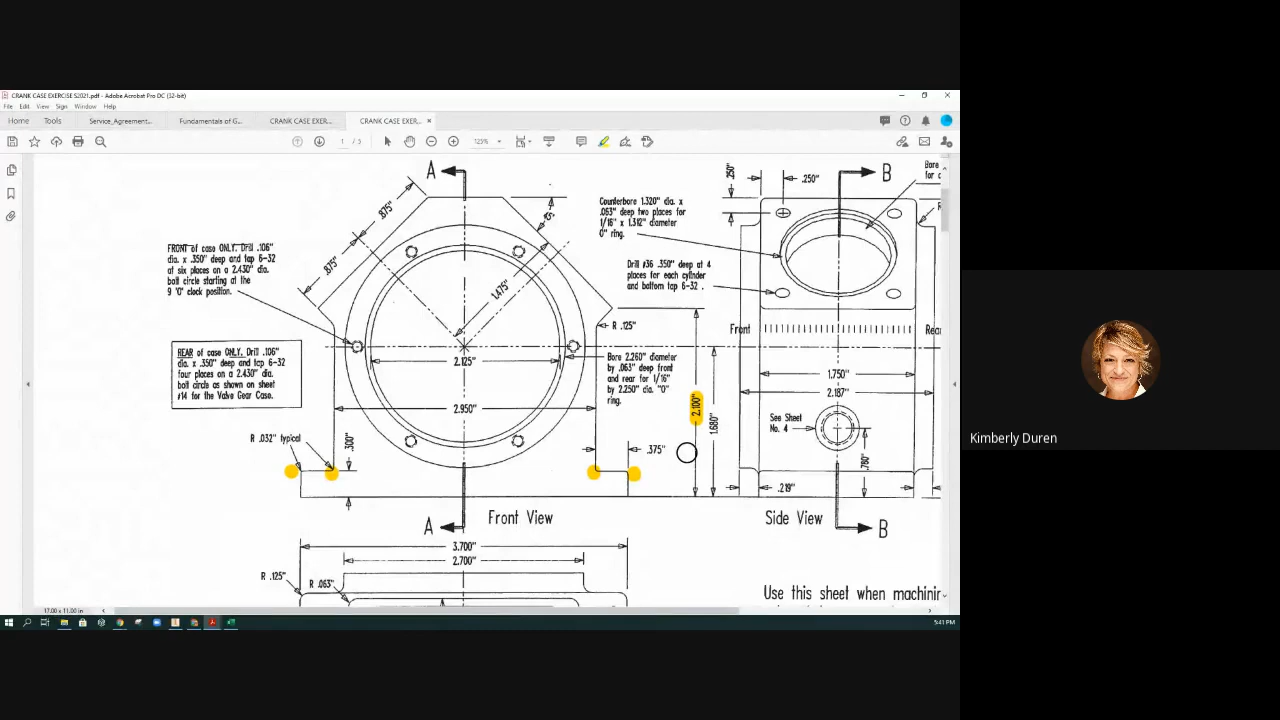 CRANK CASE EXERCISE S2021.pdf - Adobe Acrobat Pro DC (32-bit)
File Edit View Sign Window Help
Home Tools Service_Agreement... Fundamentals of G... CRANK CASE EXER... CRANK CASE EXER... ×
1 / 5
125%
A
B
.875"
.875"
.45"
1.475"
.250"
.250"
Bore
for
Counterbore 1.320" dia. x
.063" deep two places for
1/16" x 1.312" diameter
"O" ring.
Drill #36 .350" deep at 4
places for each cylinder
and bottom tap 6-32 .
FRONT of case ONLY. Drill .106"
dia. x .350" deep and tap 6-32
at six places on a 2.430" dia.
bolt circle starting at the
9 "O" clock position.
REAR of case ONLY. Drill .106"
dia. x .350" deep and tap 6-32
four places on a 2.430" dia.
bolt circle as shown on sheet
#14 for the Valve Gear Case.
R .125"
Front
Rear
2.125"
Bore 2.260" diameter
by .063" deep front
and rear for 1/16"
by 2.250" dia. "O"
ring.
1.750"
2.187"
2.950"
2.100"
1.680"
See Sheet
No. 4
R .032" typical
.300"
.375"
.780"
.219"
A
Front View
Side View
B
3.700"
2.700"
R .125"
R .063"
Use this sheet when machinin
17.00 x 11.00 in
5:41 PM
Kimberly Duren